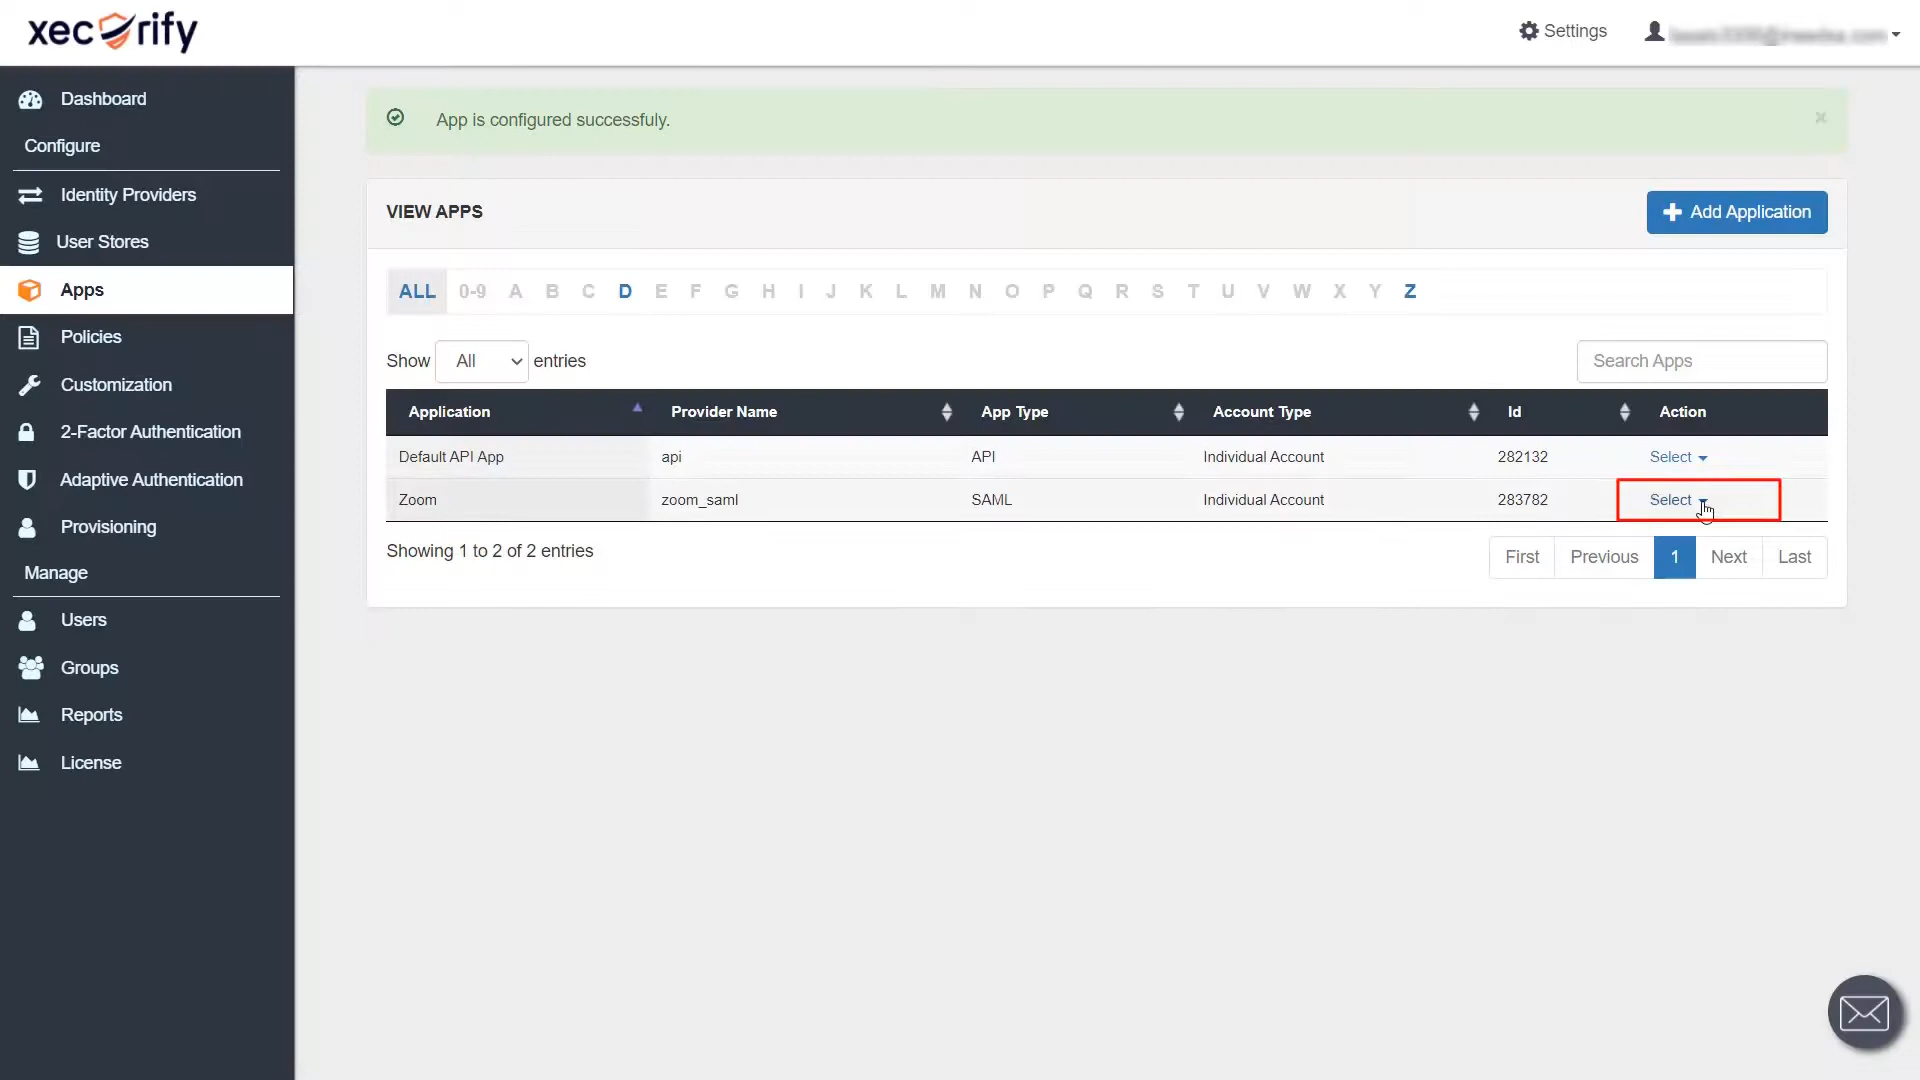 xecurify
Settings
Dashboard
Configure
Identity Providers
User Stores
Apps
Policies
Customization
2-Factor Authentication
Adaptive Authentication
Provisioning
Manage
Users
Groups
Reports
License
App is configured successfuly.
×
VIEW APPS
Add Application
ALL 0-9 A B C D E F G H I J K L M N O P Q R S T U V W X Y Z
Show All entries
Search Apps
Application Provider Name App Type Account Type Id Action
Default API App api API Individual Account 282132 Select
Zoom zoom_saml SAML Individual Account 283782 Select
Showing 1 to 2 of 2 entries
First Previous 1 Next Last